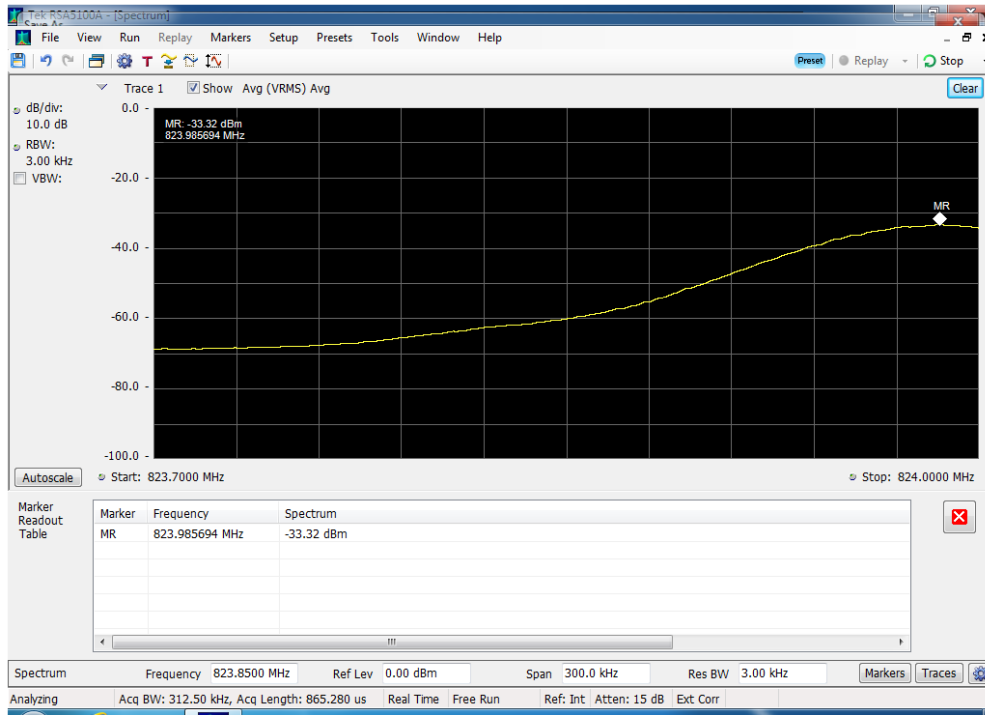 Tek RSA5100A - [Spectrum]
Save As
File View Run Replay Markers Setup Presets Tools Window Help
T Preset Replay Stop
Trace 1 Show Avg (VRMS) Avg Clear
dB/div:
10.0 dB
RBW:
3.00 kHz
VBW:
0.0
-20.0
-40.0
-60.0
-80.0
-100.0
MR: -33.32 dBm
823.985694 MHz
MR
Autoscale Start: 823.7000 MHz Stop: 824.0000 MHz
Marker
Readout
Table
Marker Frequency Spectrum
MR 823.985694 MHz -33.32 dBm
Spectrum Frequency 823.8500 MHz Ref Lev 0.00 dBm Span 300.0 kHz Res BW 3.00 kHz Markers Traces
Analyzing Acq BW: 312.50 kHz, Acq Length: 865.280 us Real Time Free Run Ref: Int Atten: 15 dB Ext Corr